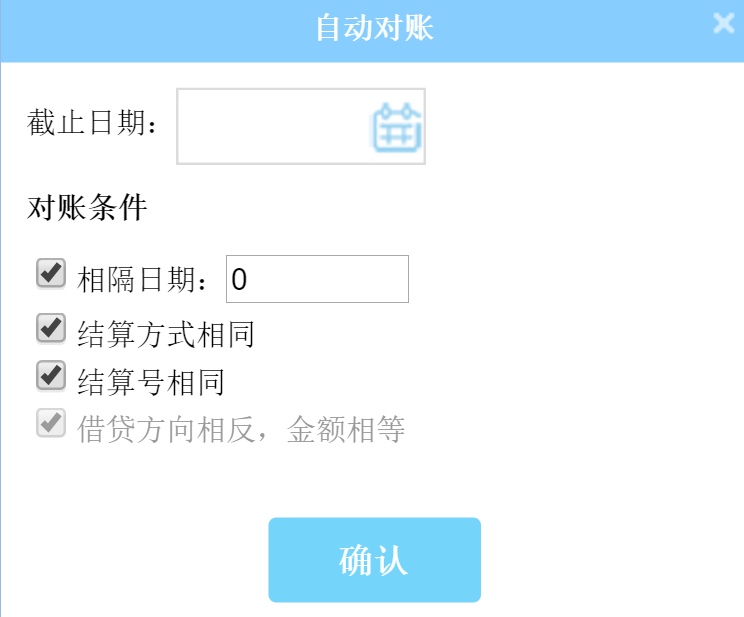 自动对账
截止日期：
对账条件
相隔日期：0
结算方式相同
结算号相同
借贷方向相反，金额相等
确认